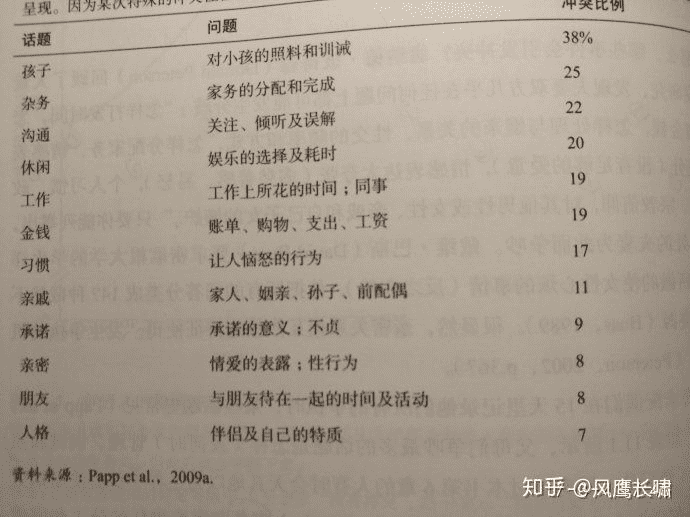 呈现。因为某次特殊的冲突
话题 问题 冲突比例
孩子 对小孩的照料和训诫 38%
杂务 家务的分配和完成 25
沟通 关注、倾听及误解 22
休闲 娱乐的选择及耗时 20
工作 工作上所花的时间；同事 19
金钱 账单、购物、支出、工资 19
习惯 让人恼怒的行为 17
亲戚 家人、姻亲、孙子、前配偶 11
承诺 承诺的意义；不贞 9
亲密 情爱的表露；性行为 8
朋友 与朋友待在一起的时间及活动 8
人格 伴侣及自己的特质 7
资料来源：Papp et al.，2009a.
知乎 @风鹰长啸